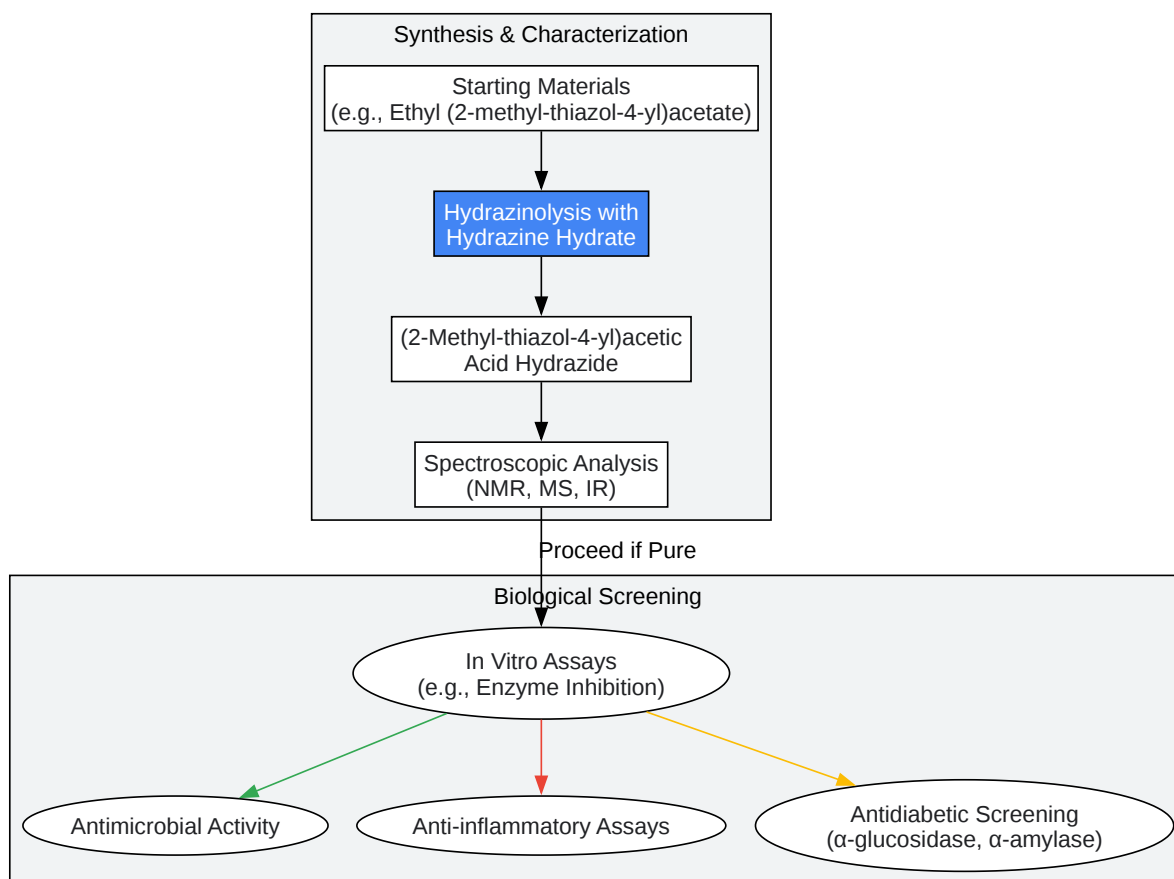 Synthesis & Characterization
Starting Materials
(e.g., Ethyl (2-methyl-thiazol-4-yl)acetate)
Hydrazinolysis with
Hydrazine Hydrate
(2-Methyl-thiazol-4-yl)acetic
Acid Hydrazide
Spectroscopic Analysis
(NMR, MS, IR)
Proceed if Pure
Biological Screening
In Vitro Assays
(e.g., Enzyme Inhibition)
Antimicrobial Activity
Anti-inflammatory Assays
Antidiabetic Screening
(α-glucosidase, α-amylase)